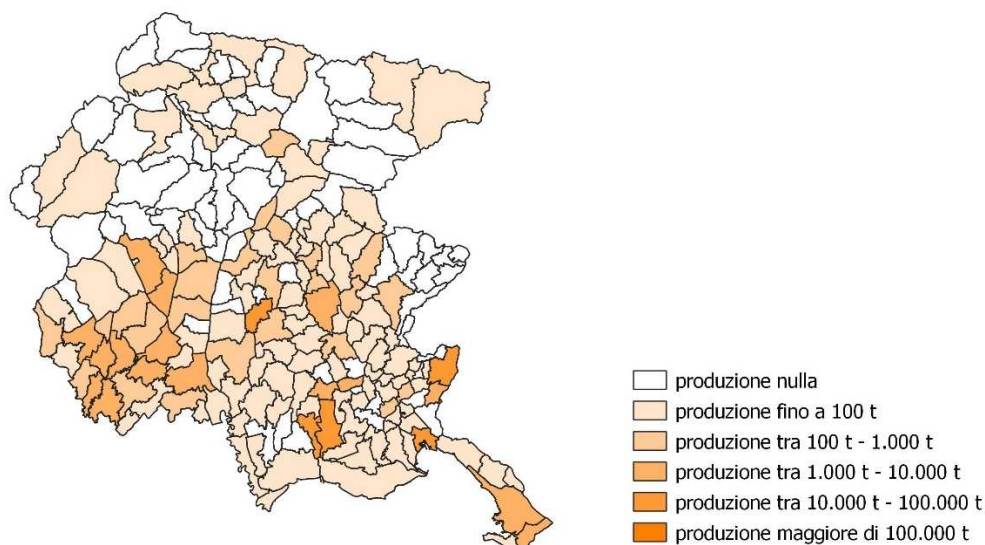 produzione nulla
produzione fino a 100 t
produzione tra 100 t - 1.000 t
produzione tra 1.000 t - 10.000 t
produzione tra 10.000 t - 100.000 t
produzione maggiore di 100.000 t